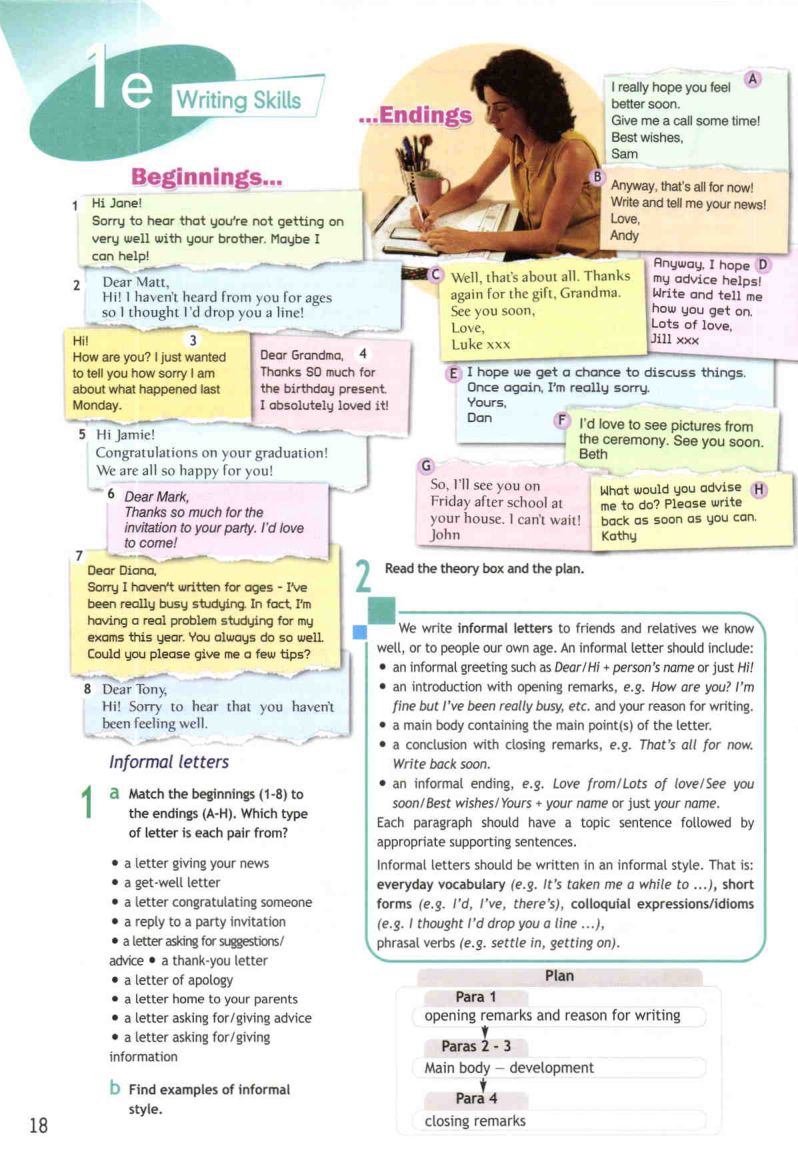 1e
Writing Skills
Beginnings...
1
Hi Jane!
Sorry to hear that you're not getting on
very well with your brother. Maybe I
can help!
2
Dear Matt,
Hi! I haven't heard from you for ages
so I thought I'd drop you a line!
3
Hi!
How are you? I just wanted
to tell you how sorry I am
about what happened last
Monday.
4
Dear Grandma,
Thanks SO much for
the birthday present.
I absolutely loved it!
5
Hi Jamie!
Congratulations on your graduation!
We are all so happy for you!
6
Dear Mark,
Thanks so much for the
invitation to your party. I'd love
to come!
7
Dear Diana,
Sorry I haven't written for ages - I've
been really busy studying. In fact, I'm
having a real problem studying for my
exams this year. You always do so well.
Could you please give me a few tips?
8
Dear Tony,
Hi! Sorry to hear that you haven't
been feeling well.
...Endings
A
I really hope you feel
better soon.
Give me a call some time!
Best wishes,
Sam
B
Anyway, that's all for now!
Write and tell me your news!
Love,
Andy
C
Well, that's about all. Thanks
again for the gift, Grandma.
See you soon,
Love,
Luke xxx
D
Anyway, I hope
my advice helps!
Write and tell me
how you get on.
Lots of love,
Jill xxx
E
I hope we get a chance to discuss things.
Once again, I'm really sorry.
Yours,
Dan
F
I'd love to see pictures from
the ceremony. See you soon.
Beth
G
So, I'll see you on
Friday after school at
your house. I can't wait!
John
H
What would you advise
me to do? Please write
back as soon as you can.
Kathy
Informal letters
1 a Match the beginnings (1-8) to
the endings (A-H). Which type
of letter is each pair from?
• a letter giving your news
• a get-well letter
• a letter congratulating someone
• a reply to a party invitation
• a letter asking for suggestions/
advice • a thank-you letter
• a letter of apology
• a letter home to your parents
• a letter asking for/giving advice
• a letter asking for/giving
information
b Find examples of informal
style.
2 Read the theory box and the plan.
We write informal letters to friends and relatives we know
well, or to people our own age. An informal letter should include:
• an informal greeting such as Dear/Hi + person's name or just Hi!
• an introduction with opening remarks, e.g. How are you? I'm
fine but I've been really busy, etc. and your reason for writing.
• a main body containing the main point(s) of the letter.
• a conclusion with closing remarks, e.g. That's all for now.
Write back soon.
• an informal ending, e.g. Love from/Lots of love/See you
soon/Best wishes/Yours + your name or just your name.
Each paragraph should have a topic sentence followed by
appropriate supporting sentences.
Informal letters should be written in an informal style. That is:
everyday vocabulary (e.g. It's taken me a while to ...), short
forms (e.g. I'd, I've, there's), colloquial expressions/idioms
(e.g. I thought I'd drop you a line ...),
phrasal verbs (e.g. settle in, getting on).
Plan
Para 1
opening remarks and reason for writing
Paras 2 - 3
Main body — development
Para 4
closing remarks
18